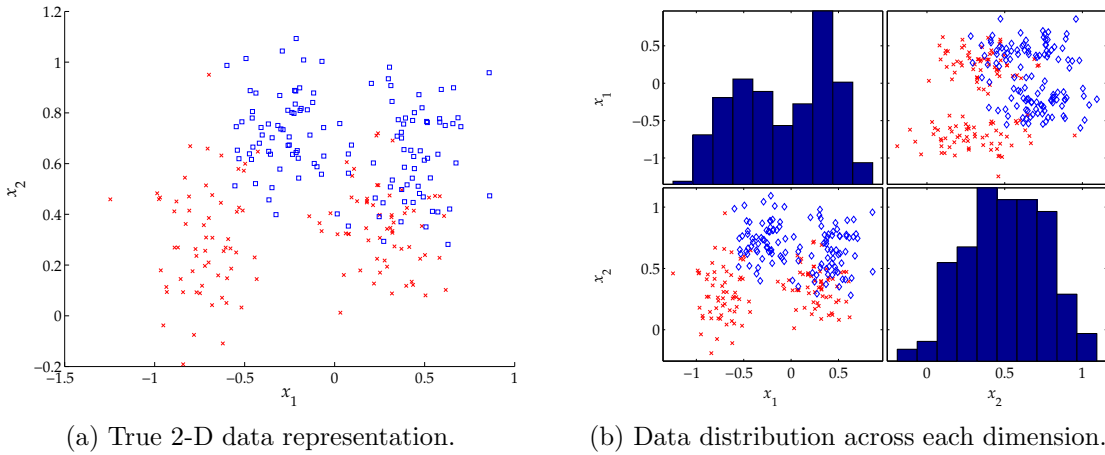 1.2
1
0.8
0.6
0.4
0.2
0
−0.2
x2
−1.5 −1 −0.5 0 0.5 1
x1
(a) True 2-D data representation.
0.5
0
−0.5
−1
x1
1
0.5
0
x2
−1 −0.5 0 0.5
x1
0 0.5 1
x2
(b) Data distribution across each dimension.